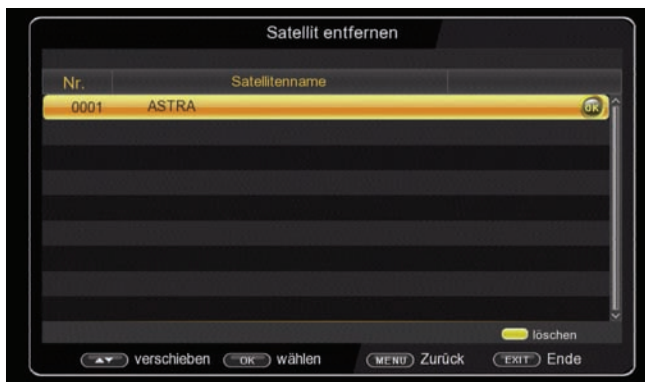 Satellit entfernen
Nr. Satellitenname
0001 ASTRA OK
löschen
verschieben OK wählen MENU Zurück EXIT Ende